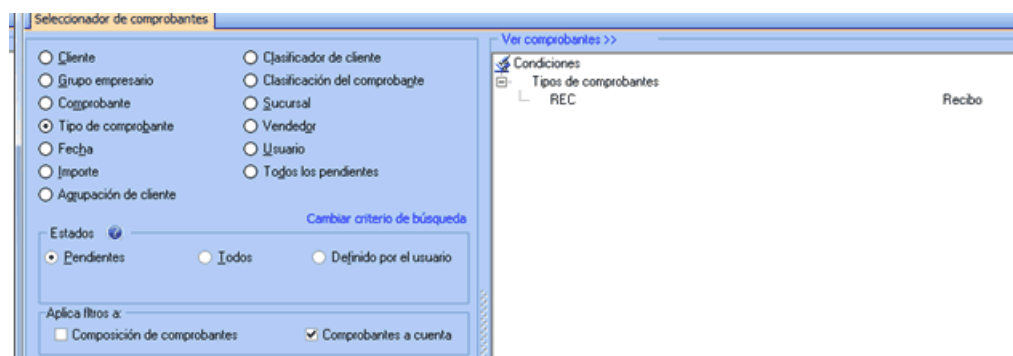 Seleccionador de comprobantes
Cliente
Clasificador de cliente
Grupo empresario
Clasificación del comprobante
Comprobante
Sucursal
Tipo de comprobante
Vendedor
Fecha
Usuario
Importe
Todos los pendientes
Agrupación de cliente
Cambiar criterio de búsqueda
Estados
Pendientes
Todos
Definido por el usuario
Aplica filtros a:
Composición de comprobantes
Comprobantes a cuenta
Ver comprobantes >>
Condiciones
Tipos de comprobantes
REC Recibo